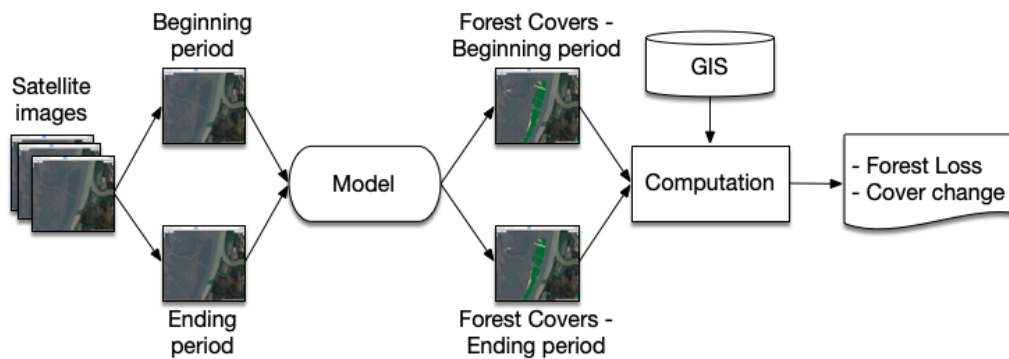 Satellite
images
Beginning
period
Ending
period
Model
Forest Covers -
Beginning period
Forest Covers -
Ending period
GIS
Computation
- Forest Loss
- Cover change